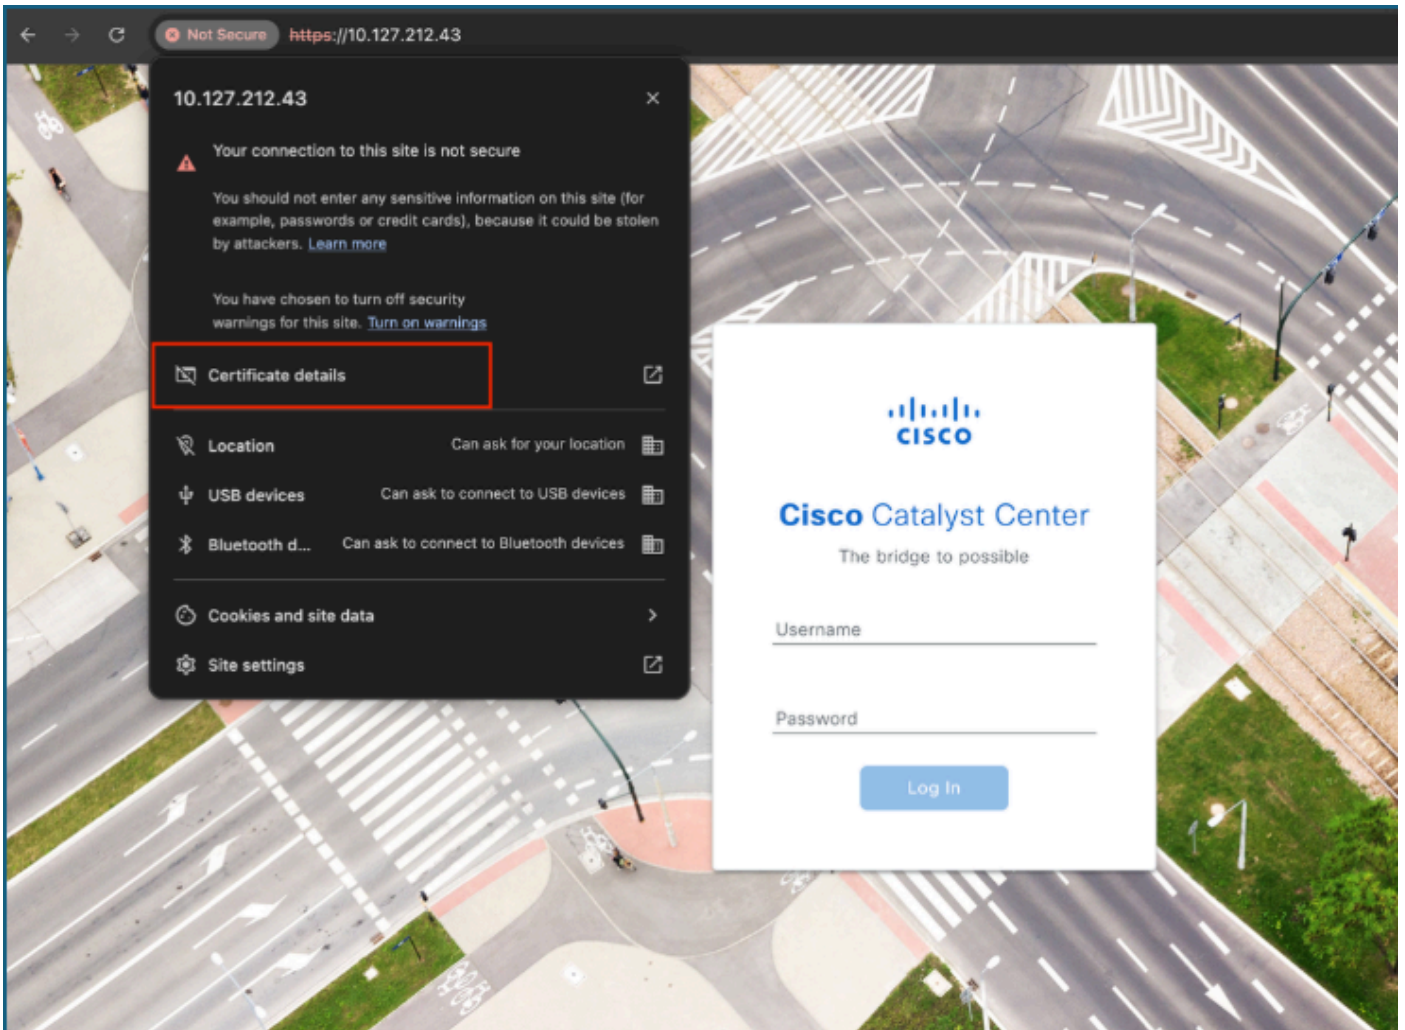 Not Secure https://10.127.212.43
10.127.212.43
Your connection to this site is not secure
You should not enter any sensitive information on this site (for
example, passwords or credit cards), because it could be stolen
by attackers. Learn more
You have chosen to turn off security
warnings for this site. Turn on warnings
Certificate details
Location Can ask for your location
USB devices Can ask to connect to USB devices
Bluetooth d... Can ask to connect to Bluetooth devices
Cookies and site data
Site settings
CISCO
Cisco Catalyst Center
The bridge to possible
Username
Password
Log In